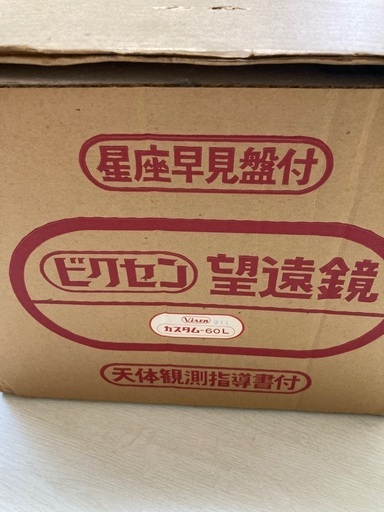 星座早見盤付
ビクセン 望遠鏡
Vixen
カスタム-60L
天体観測指導書付